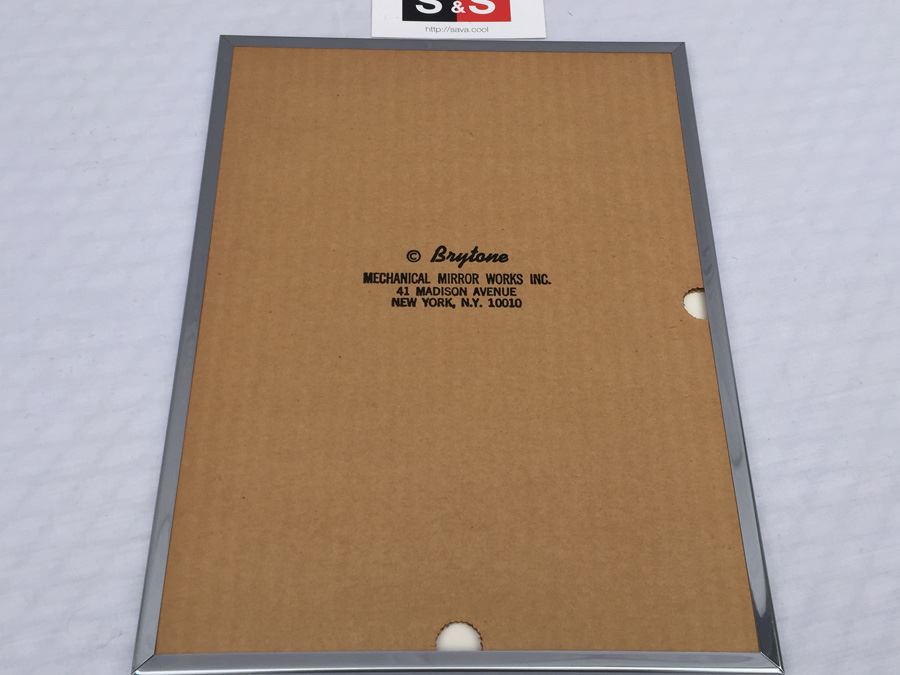 S&S
http://sava.cool
© Brytone
MECHANICAL MIRROR WORKS INC.
41 MADISON AVENUE
NEW YORK, N.Y. 10010